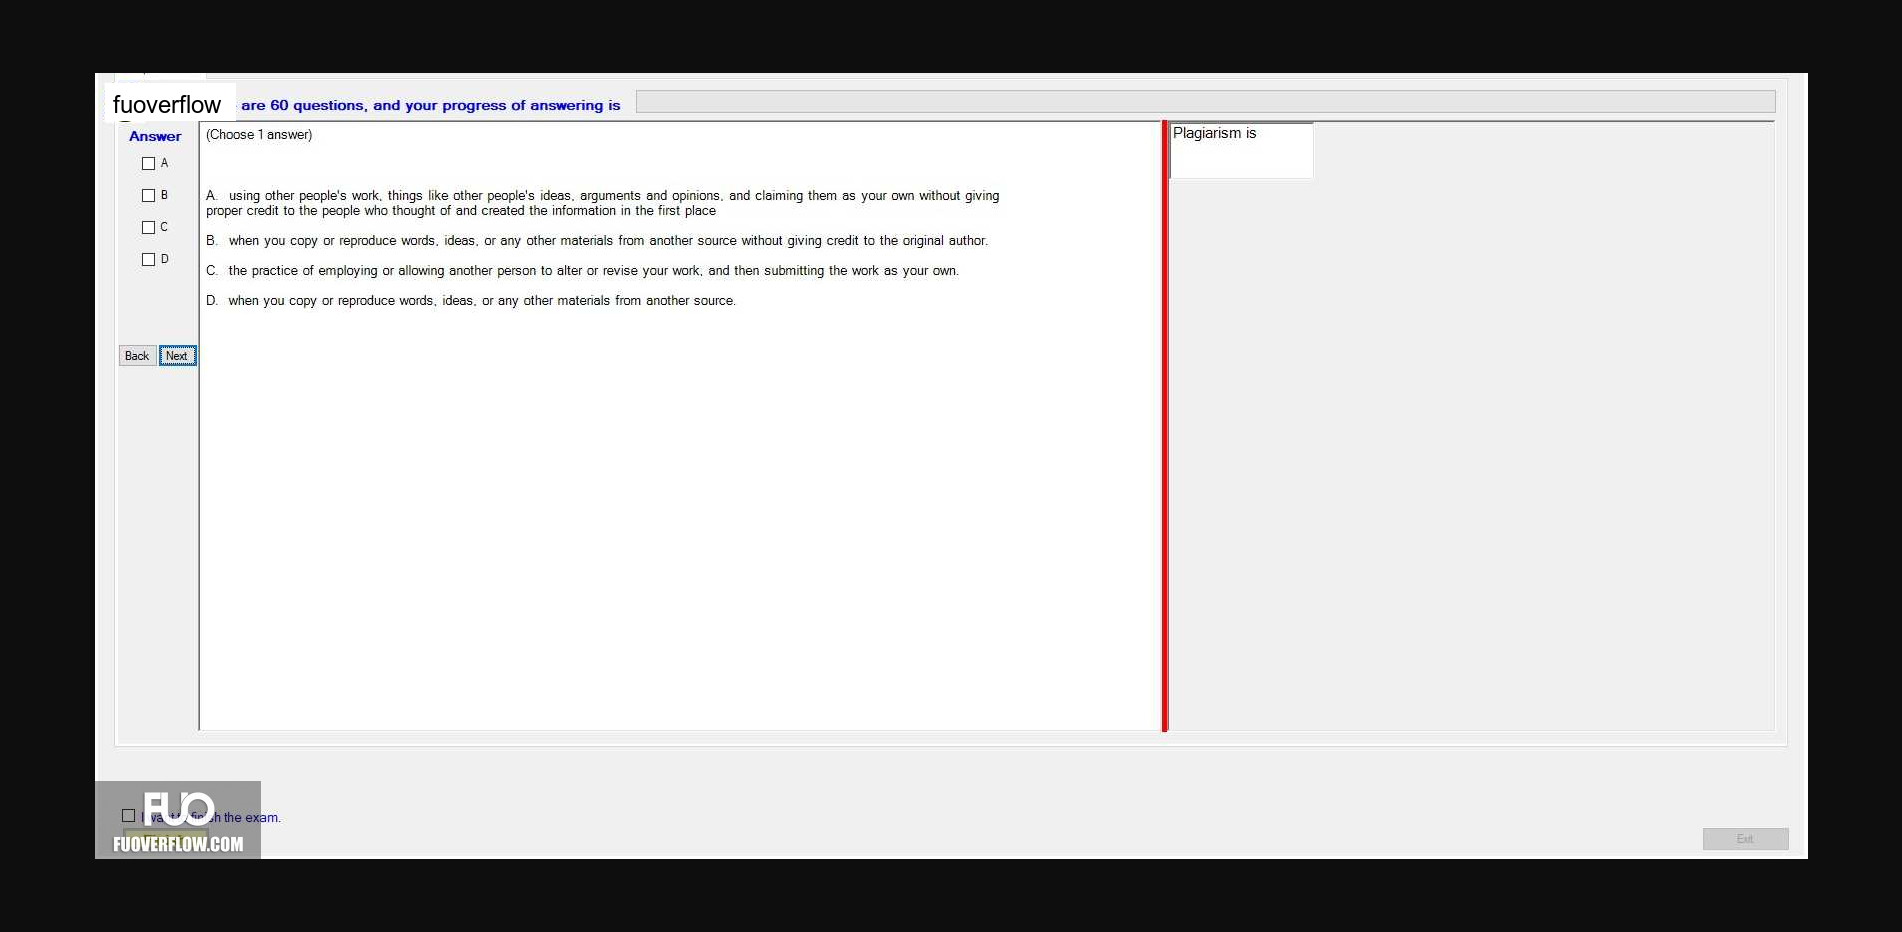 fuoverflow
are 60 questions, and your progress of answering is
Answer
(Choose 1 answer)
Plagiarism is
A
B
C
D
A. using other people's work, things like other people's ideas, arguments and opinions, and claiming them as your own without giving
proper credit to the people who thought of and created the information in the first place
B. when you copy or reproduce words, ideas, or any other materials from another source without giving credit to the original author.
C. the practice of employing or allowing another person to alter or revise your work, and then submitting the work as your own.
D. when you copy or reproduce words, ideas, or any other materials from another source.
Back
Next
FUO
I want to finish the exam.
FUOVERFLOW.COM
Exit